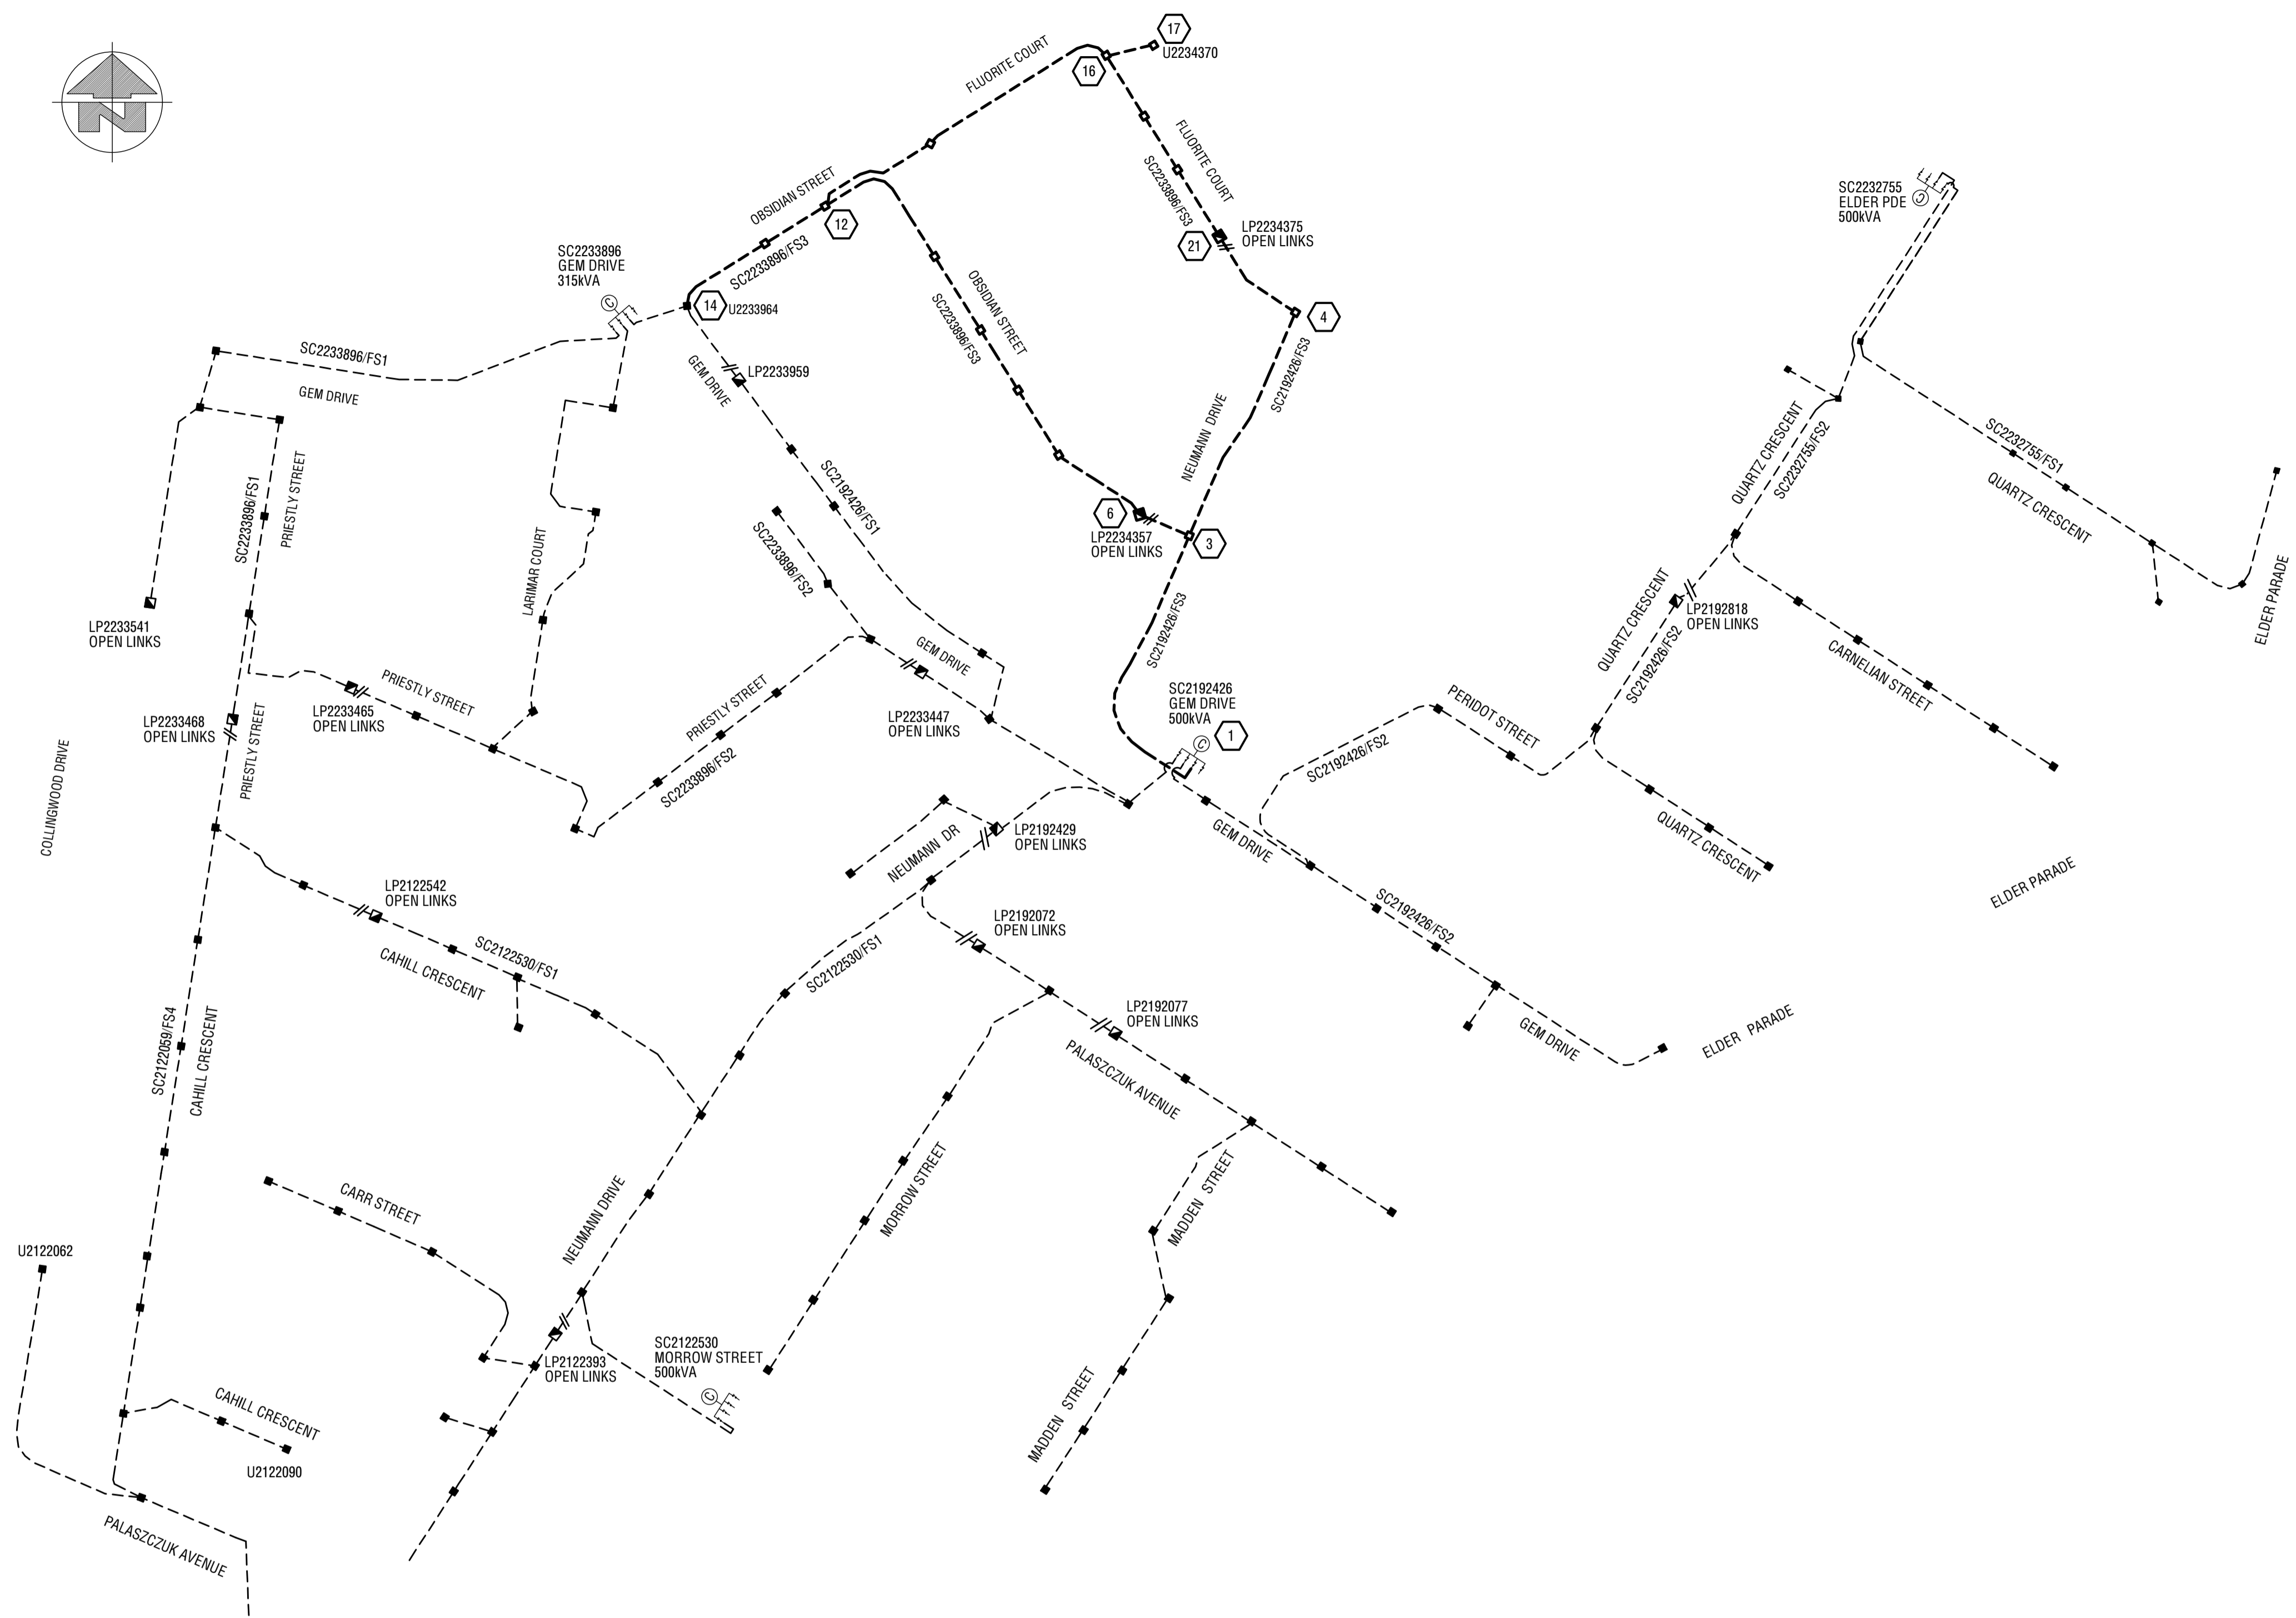 N
17
U2234370
FLUORITE COURT
16
FLUORITE COURT
SC2233896/FS3
OBSIDIAN STREET
12
SC2233896/FS3
LP2234375
OPEN LINKS
21
SC2232755
ELDER PDE
500kVA
C
SC2233896
GEM DRIVE
315kVA
C
14
U2233964
OBSIDIAN STREET
SC2233896/FS3
4
SC2192426/FS3
NEUMANN DRIVE
SC2233896/FS1
GEM DRIVE
GEM DRIVE
LP2233959
QUARTZ CRESCENT
SC2232755/FS2
SC2232755/FS1
QUARTZ CRESCENT
SC2233896/FS1
PRIESTLY STREET
SC2192426/FS1
SC2233896/FS2
6
LP2234357
OPEN LINKS
3
LARIMAR COURT
ELDER PARADE
LP2233541
OPEN LINKS
QUARTZ CRESCENT
LP2192818
OPEN LINKS
SC2192426/FS2
CARNELIAN STREET
SC2192426/FS3
GEM DRIVE
PRIESTLY STREET
LP2233465
OPEN LINKS
LP2233468
OPEN LINKS
PRIESTLY STREET
PRIESTLY STREET
SC2233896/FS2
LP2233447
OPEN LINKS
SC2192426
GEM DRIVE
500kVA
C
1
PERIDOT STREET
SC2192426/FS2
COLLINGWOOD DRIVE
LP2192429
OPEN LINKS
NEUMANN DR
GEM DRIVE
QUARTZ CRESCENT
ELDER PARADE
LP2122542
OPEN LINKS
SC2122530/FS1
CAHILL CRESCENT
SC2122530/FS1
LP2192072
OPEN LINKS
SC2192426/FS2
LP2192077
OPEN LINKS
PALASZCZUK AVENUE
GEM DRIVE
ELDER PARADE
SC2122059/FS4
CAHILL CRESCENT
CARR STREET
NEUMANN DRIVE
MORROW STREET
MADDEN STREET
U2122062
LP2122393
OPEN LINKS
SC2122530
MORROW STREET
500kVA
C
CAHILL CRESCENT
U2122090
MADDEN STREET
PALASZCZUK AVENUE